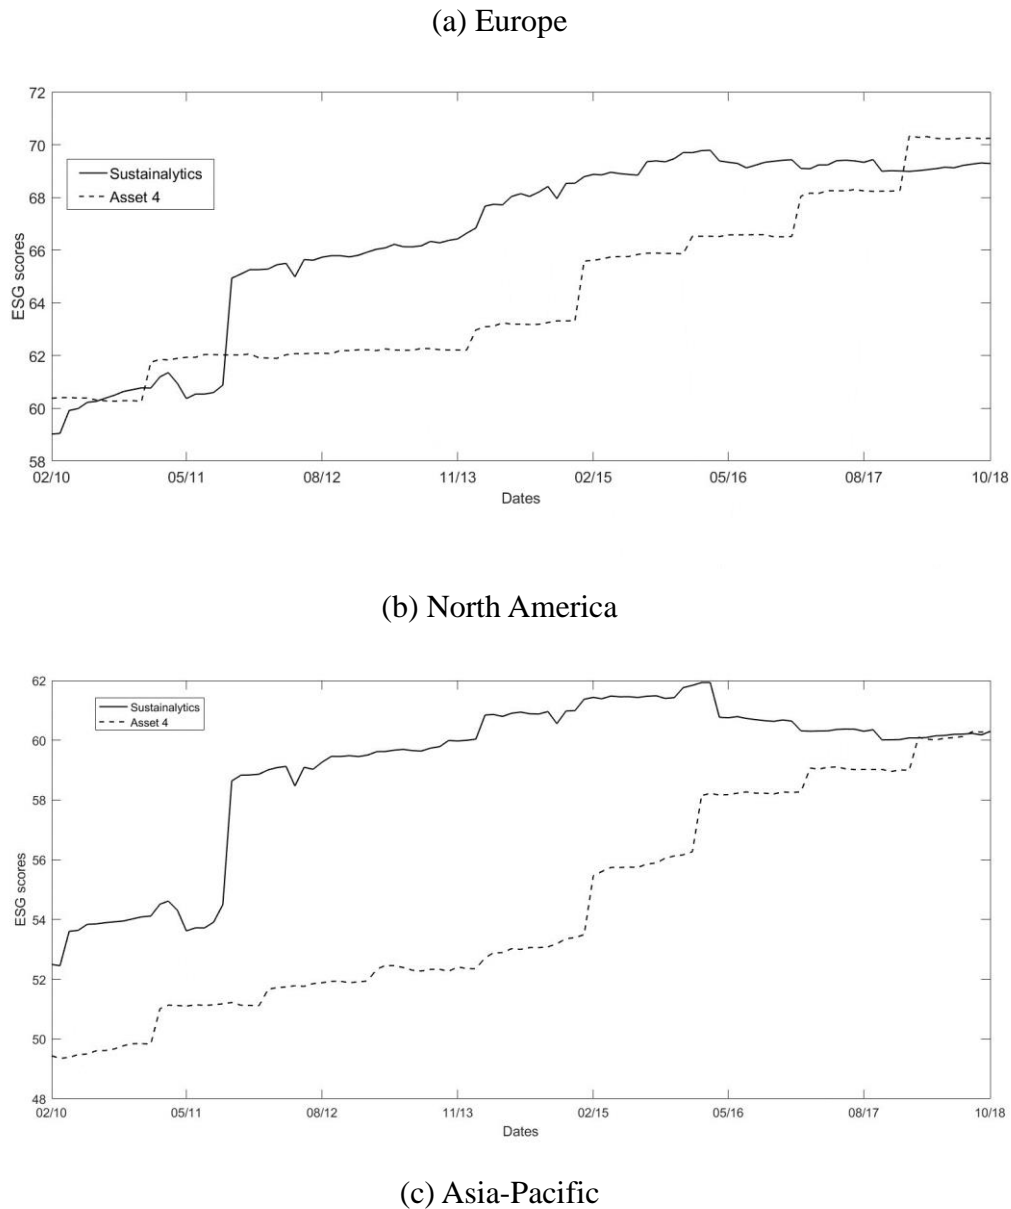 (a) Europe
72
70
68
66
64
62
60
58
ESG scores
Sustainalytics
Asset 4
02/10 05/11 08/12 11/13 02/15 05/16 08/17 10/18
Dates
(b) North America
62
60
58
56
54
52
50
48
ESG scores
Sustainalytics
Asset 4
02/10 05/11 08/12 11/13 02/15 05/16 08/17 10/18
Dates
(c) Asia-Pacific